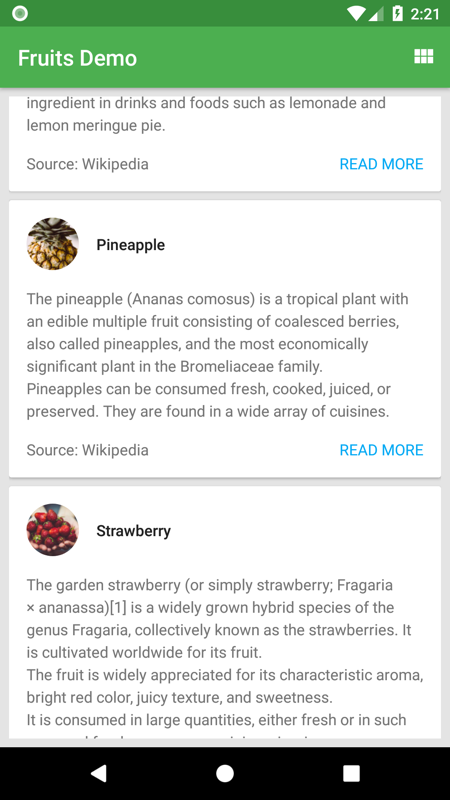 2:21
Fruits Demo
ingredient in drinks and foods such as lemonade and
lemon meringue pie.
Source: Wikipedia READ MORE
Pineapple
The pineapple (Ananas comosus) is a tropical plant with
an edible multiple fruit consisting of coalesced berries,
also called pineapples, and the most economically
significant plant in the Bromeliaceae family.
Pineapples can be consumed fresh, cooked, juiced, or
preserved. They are found in a wide array of cuisines.
Source: Wikipedia READ MORE
Strawberry
The garden strawberry (or simply strawberry; Fragaria
× ananassa)[1] is a widely grown hybrid species of the
genus Fragaria, collectively known as the strawberries. It
is cultivated worldwide for its fruit.
The fruit is widely appreciated for its characteristic aroma,
bright red color, juicy texture, and sweetness.
It is consumed in large quantities, either fresh or in such